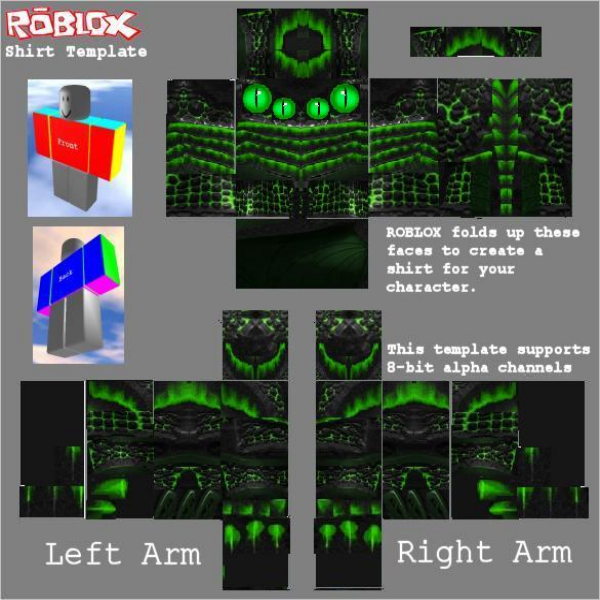 ROBLOX
Shirt Template
Front
Back
ROBLOX folds up these
faces to create a
shirt for your
character.
This template supports
8-bit alpha channels
Left Arm
Right Arm